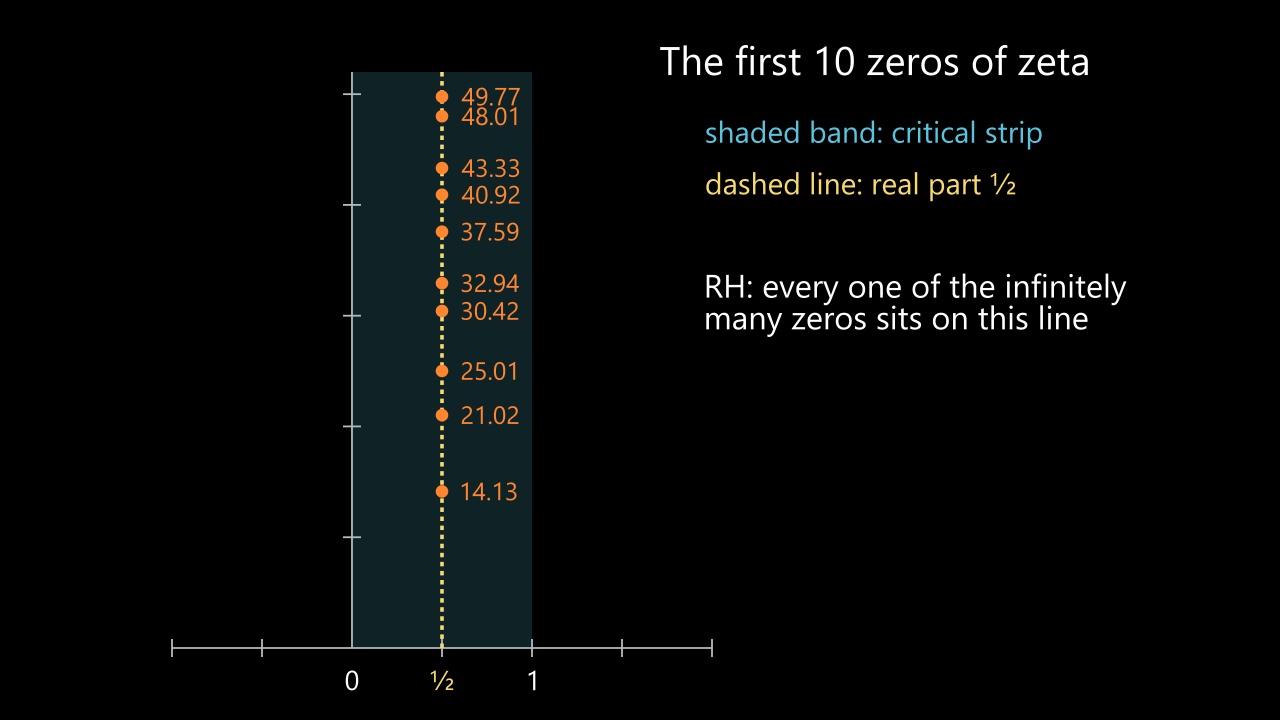 The first 10 zeros of zeta
shaded band: critical strip
dashed line: real part ½
RH: every one of the infinitely
many zeros sits on this line
49.77
48.01
43.33
40.92
37.59
32.94
30.42
25.01
21.02
14.13
0 ½ 1